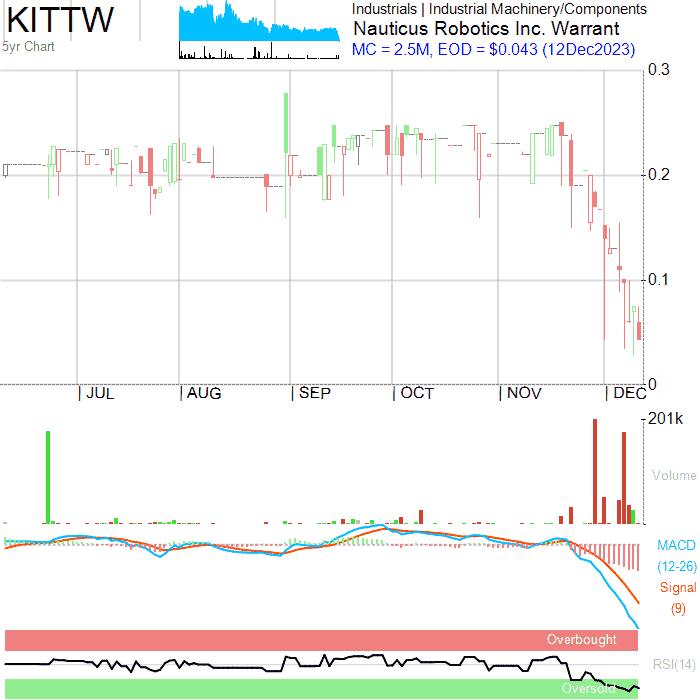 KITTW
5yr Chart
Industrials | Industrial Machinery/Components
Nauticus Robotics Inc. Warrant
MC = 2.5M, EOD = $0.043 (12Dec2023)
0.3
0.2
0.1
0
| JUL | AUG | SEP | OCT | NOV | DEC
201k
Volume
MACD
(12-26)
Signal
(9)
Overbought
RSI(14)
Oversold